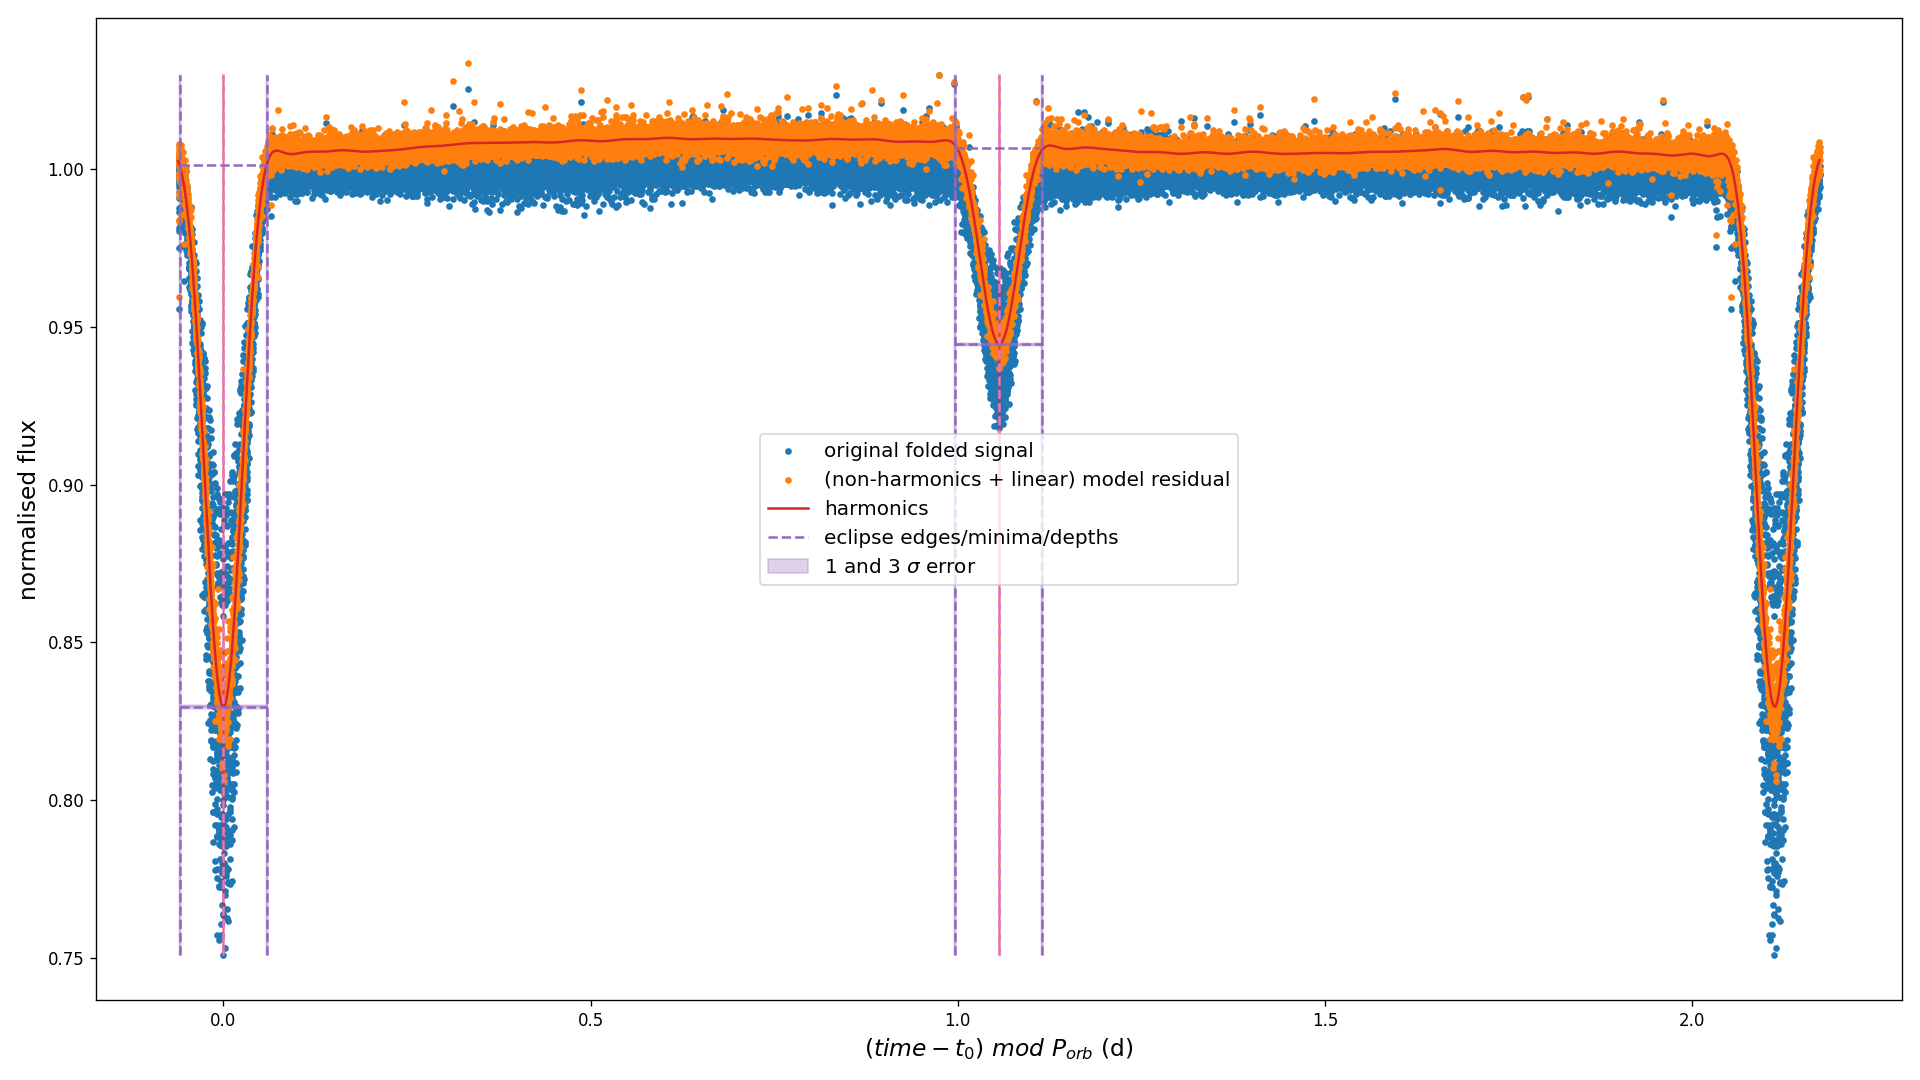 normalised flux
1.00
0.95
0.90
0.85
0.80
0.75
original folded signal
(non-harmonics + linear) model residual
harmonics
eclipse edges/minima/depths
1 and 3 σ error
0.0 0.5 1.0 1.5 2.0
(time − t₀) mod P_orb (d)